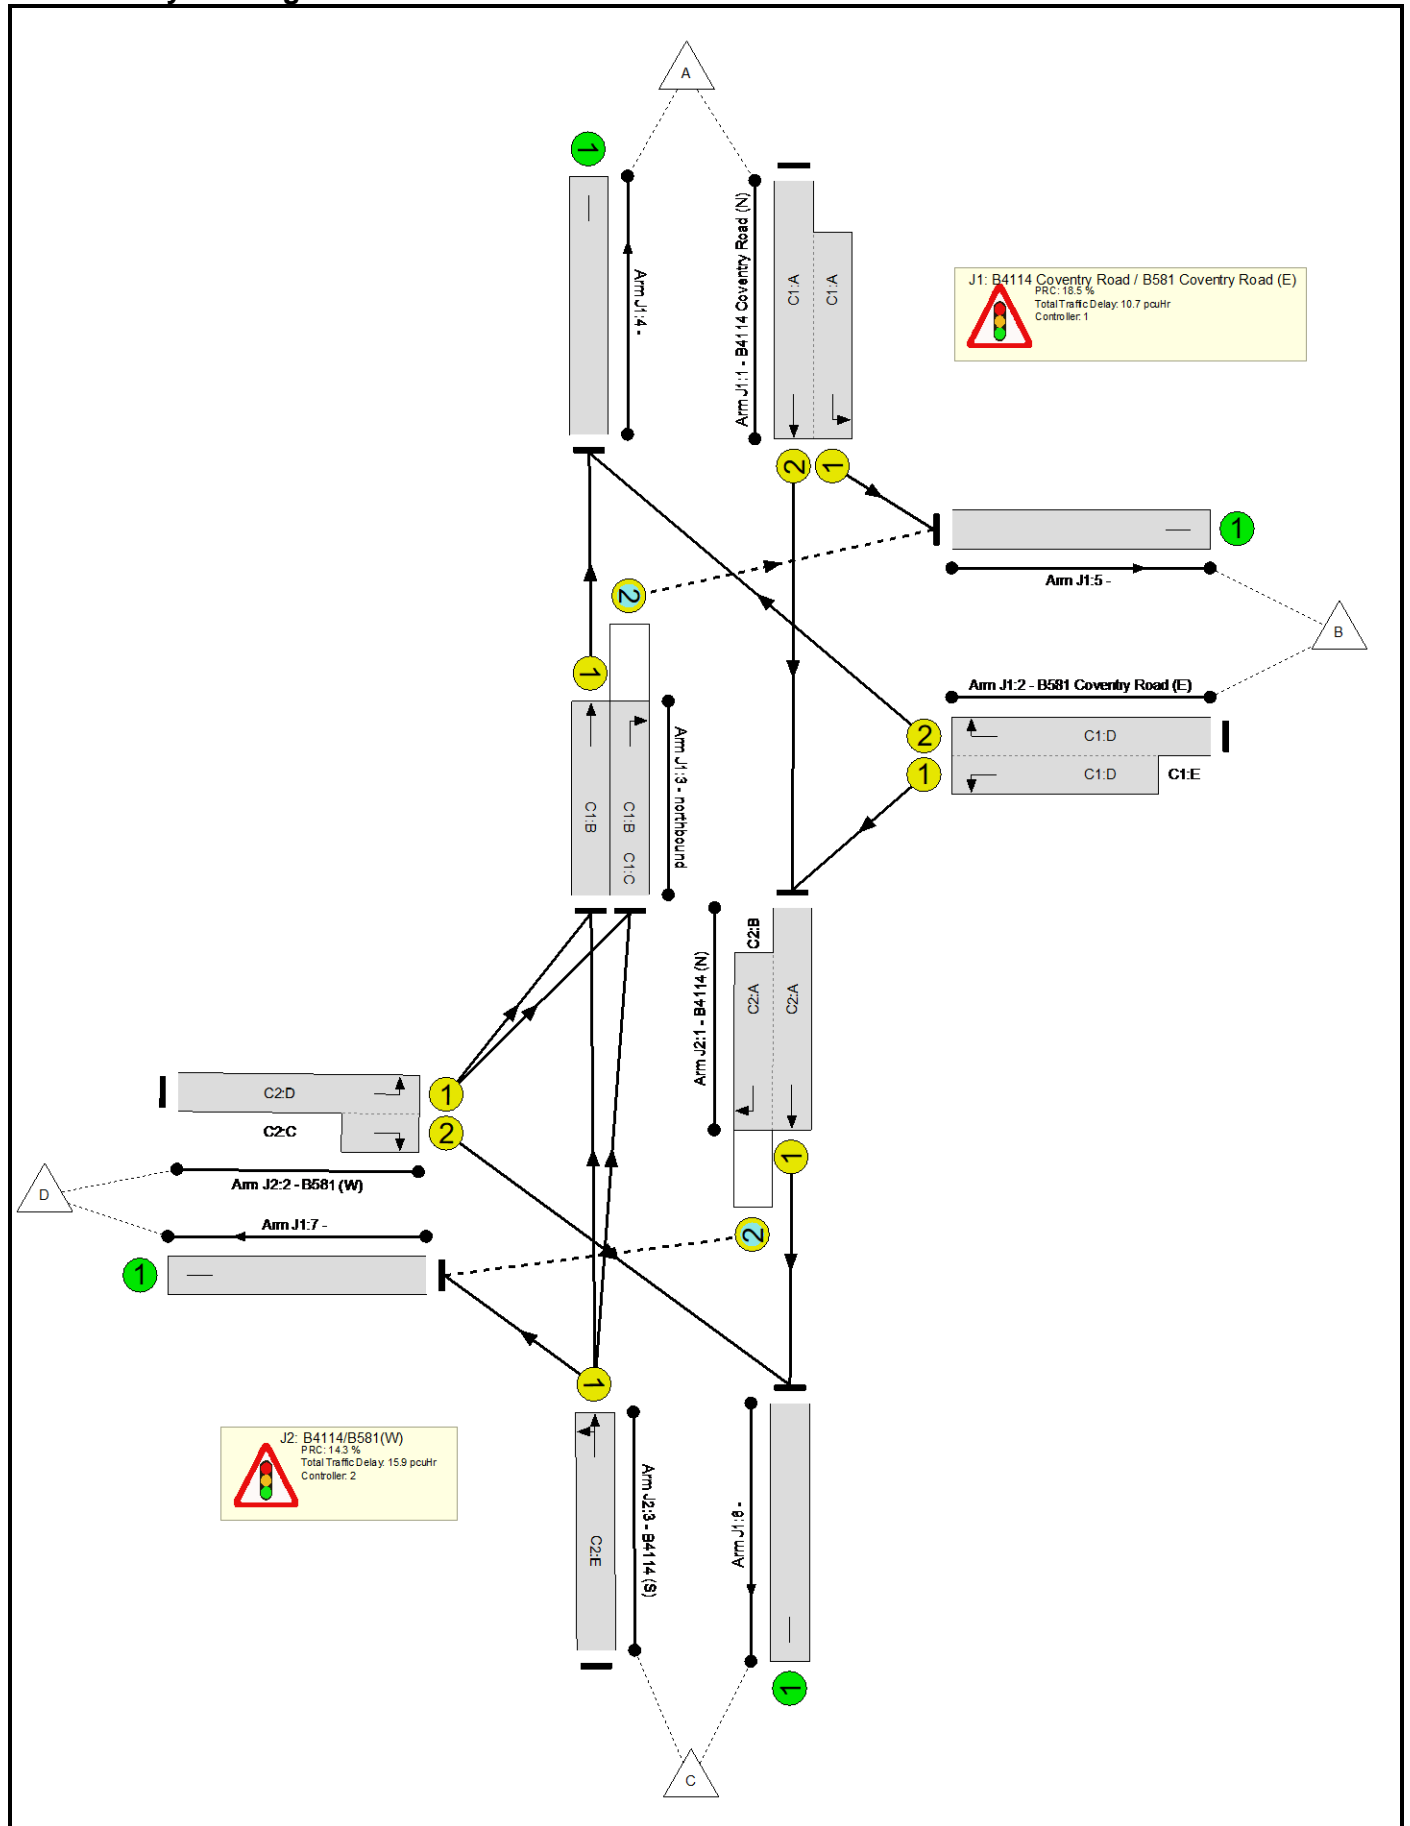 A
1
Arm J1:4 -
Arm J1:1 - B4114 Coventry Road (N)
C1:A
C1:A
J1: B4114 Coventry Road / B581 Coventry Road (E)
PRC: 18.5 %
Total Traffic Delay: 10.7 pcuHr
Controller: 1
2
1
1
Arm J1:5 -
2
B
1
Arm J1:2 - B581 Coventry Road (E)
C1:D
2
C1:D
C1:E
1
C1:B
C1:B
C1:C
Arm J1:3 - northbound
C2:B
C2:A
C2:A
Arm J2:1 - B4114 (N)
C2:D
1
C2:C
2
1
Arm J2:2 - B581 (W)
D
Arm J1:7 -
2
1
1
J2: B4114/B581(W)
PRC: 14.3 %
Total Traffic Delay: 15.9 pcuHr
Controller: 2
C2:E
Arm J2:3 - B4114 (S)
Arm J1:6 -
1
C